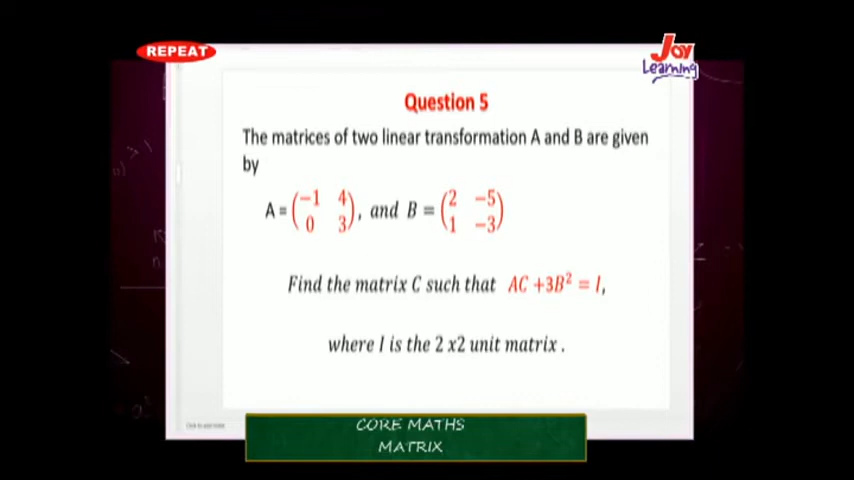 REPEAT
Joy
Learning
Question 5
The matrices of two linear transformation A and B are given
by
A = (−1 4
0 3), and B = (2 −5
1 −3)
Find the matrix C such that AC +3B² = I,
where I is the 2 x2 unit matrix .
CORE MATHS
MATRIX